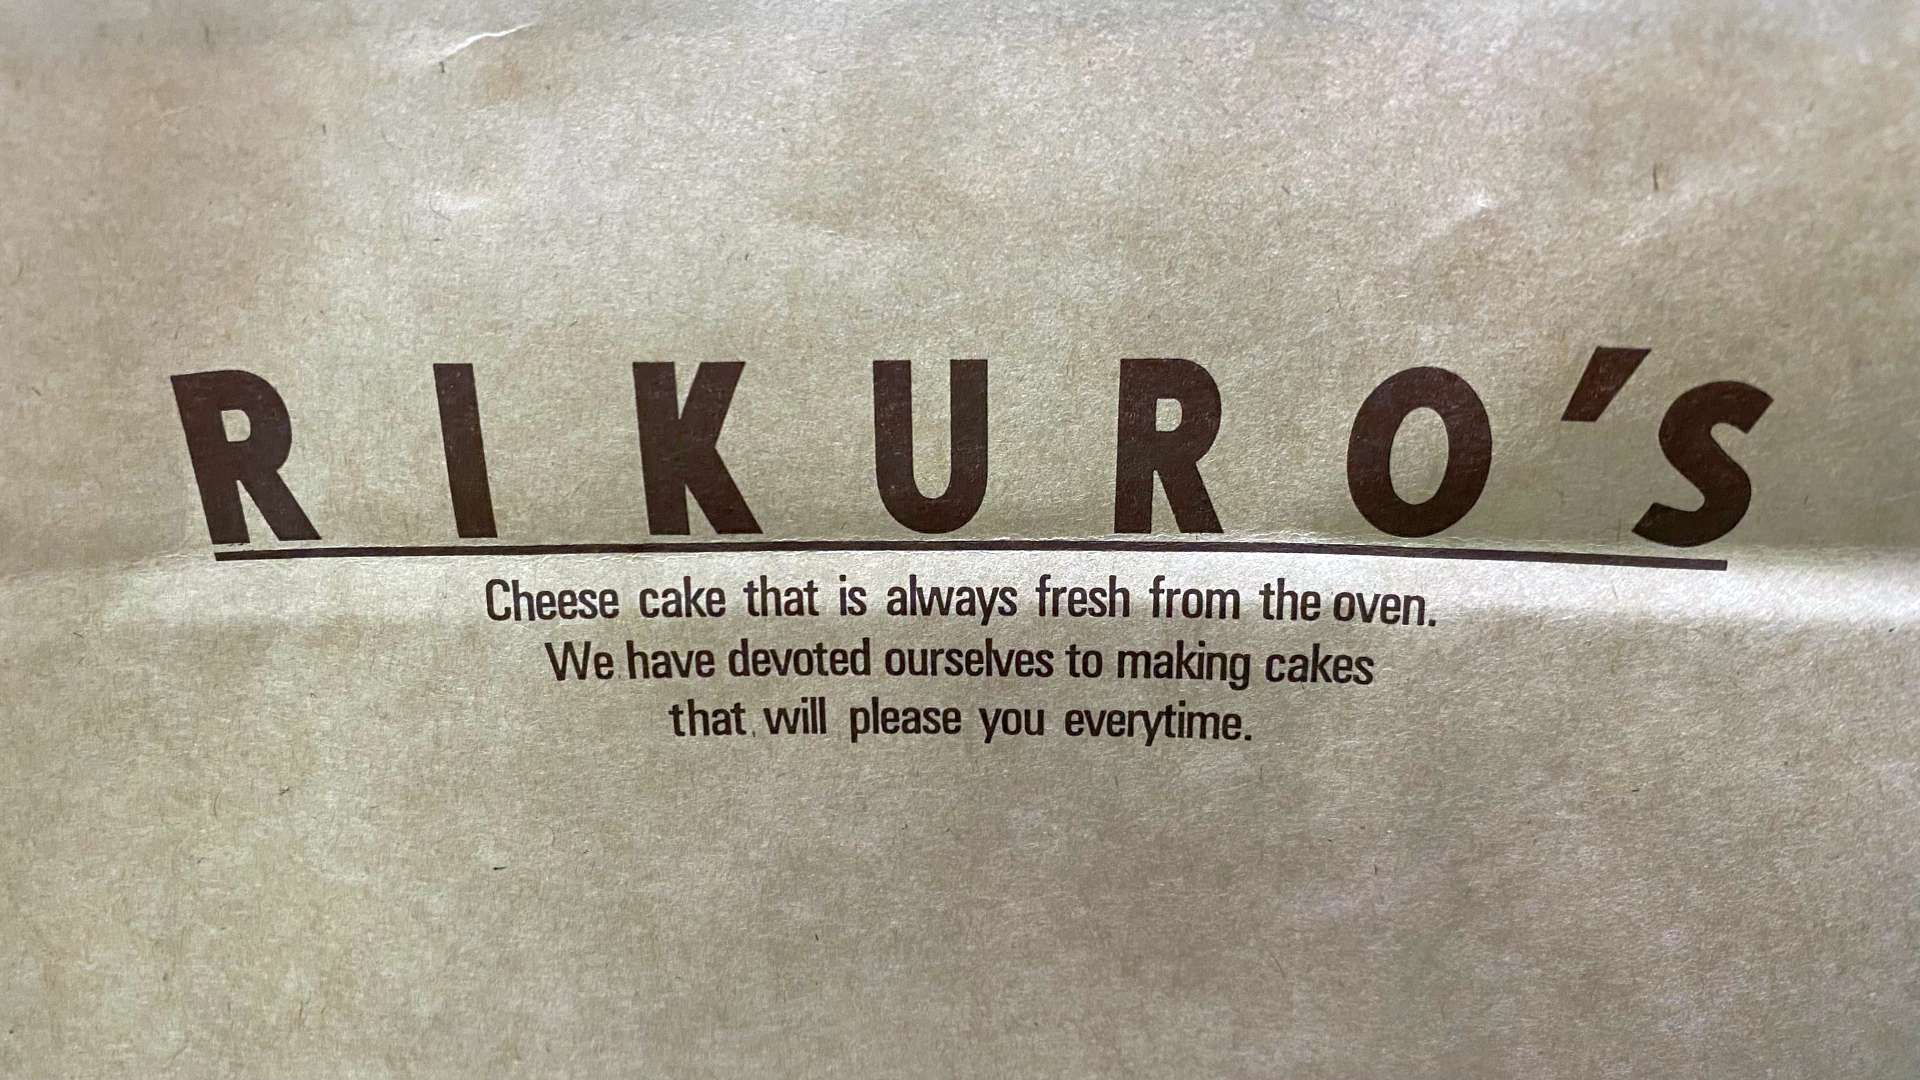 RIKURO's
Cheese cake that is always fresh from the oven.
We have devoted ourselves to making cakes
that will please you everytime.